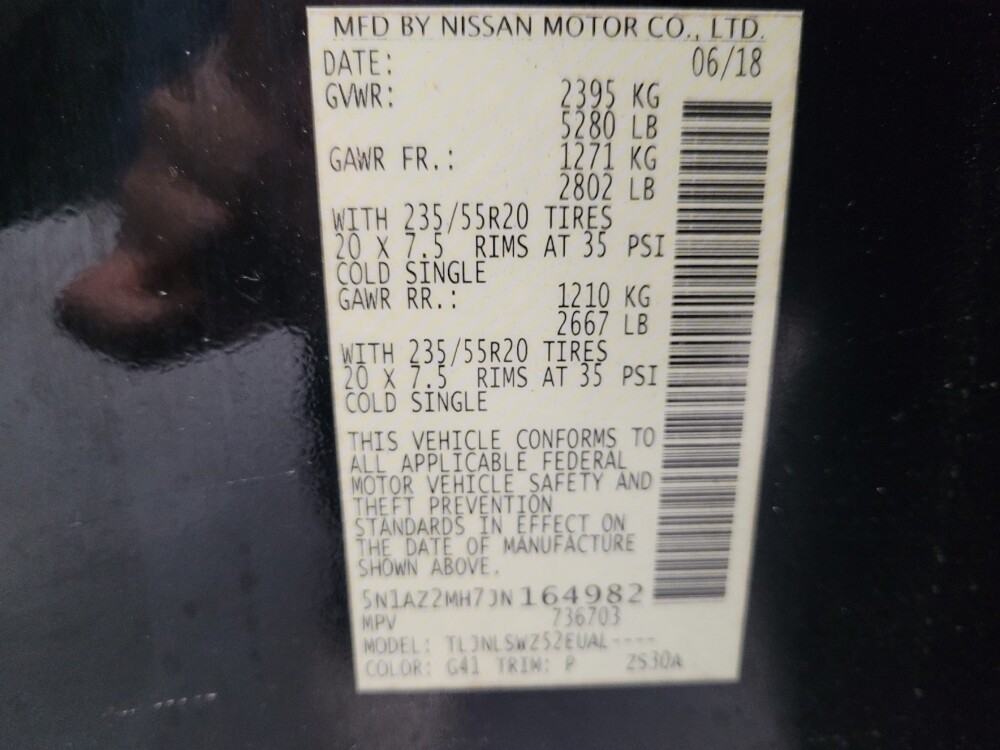 MFD BY NISSAN MOTOR CO., LTD.
DATE: 06/18
GVWR: 2395 KG
5280 LB
GAWR FR.: 1271 KG
2802 LB
WITH 235/55R20 TIRES
20 X 7.5 RIMS AT 35 PSI
COLD SINGLE
GAWR RR.: 1210 KG
2667 LB
WITH 235/55R20 TIRES
20 X 7.5 RIMS AT 35 PSI
COLD SINGLE
THIS VEHICLE CONFORMS TO
ALL APPLICABLE FEDERAL
MOTOR VEHICLE SAFETY AND
THEFT PREVENTION
STANDARDS IN EFFECT ON
THE DATE OF MANUFACTURE
SHOWN ABOVE.
5N1AZ2MH7JN164982
MPV 736703
MODEL: TLJNLSWZ52EUAL----
COLOR: G41 TRIM: P ZS30A